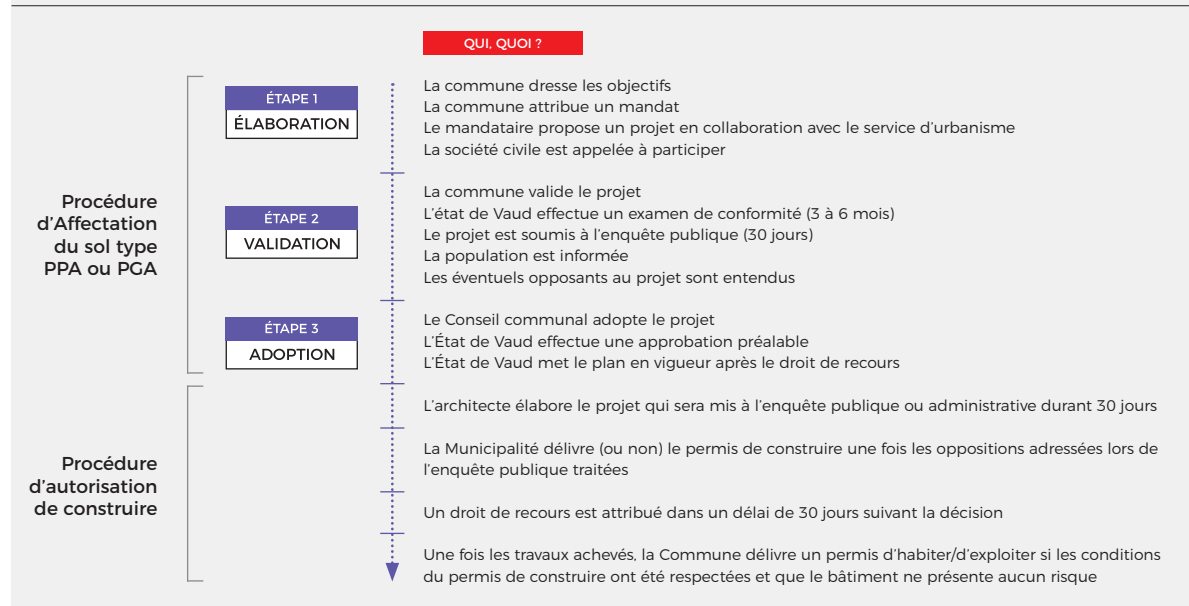 QUI, QUOI ?
Procédure
d'Affectation
du sol type
PPA ou PGA
ÉTAPE 1
ÉLABORATION
La commune dresse les objectifs
La commune attribue un mandat
Le mandataire propose un projet en collaboration avec le service d'urbanisme
La société civile est appelée à participer
ÉTAPE 2
VALIDATION
La commune valide le projet
L'état de Vaud effectue un examen de conformité (3 à 6 mois)
Le projet est soumis à l'enquête publique (30 jours)
La population est informée
Les éventuels opposants au projet sont entendus
ÉTAPE 3
ADOPTION
Le Conseil communal adopte le projet
L'État de Vaud effectue une approbation préalable
L'État de Vaud met le plan en vigueur après le droit de recours
Procédure
d'autorisation
de construire
L'architecte élabore le projet qui sera mis à l'enquête publique ou administrative durant 30 jours
La Municipalité délivre (ou non) le permis de construire une fois les oppositions adressées lors de
l'enquête publique traitées
Un droit de recours est attribué dans un délai de 30 jours suivant la décision
Une fois les travaux achevés, la Commune délivre un permis d'habiter/d'exploiter si les conditions
du permis de construire ont été respectées et que le bâtiment ne présente aucun risque